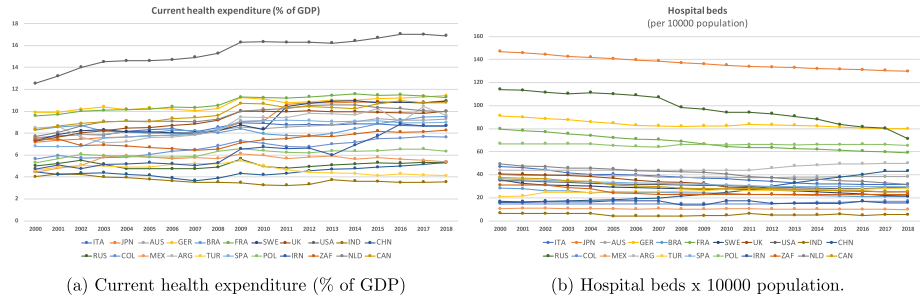 Current health expenditure (% of GDP)
18
16
14
12
10
8
6
4
2
0
2000 2001 2002 2003 2004 2005 2006 2007 2008 2009 2010 2011 2012 2013 2014 2015 2016 2017 2018
ITA JPN AUS GER BRA FRA SWE UK USA IND CHN
RUS COL MEX ARG TUR SPA POL IRN ZAF NLD CAN
(a) Current health expenditure (% of GDP)
Hospital beds
(per 10000 population)
160
140
120
100
80
60
40
20
0
2000 2001 2002 2003 2004 2005 2006 2007 2008 2009 2010 2011 2012 2013 2014 2015 2016 2017 2018
ITA JPN AUS GER BRA FRA SWE UK USA IND CHN
RUS COL MEX ARG TUR SPA POL IRN ZAF NLD CAN
(b) Hospital beds x 10000 population.